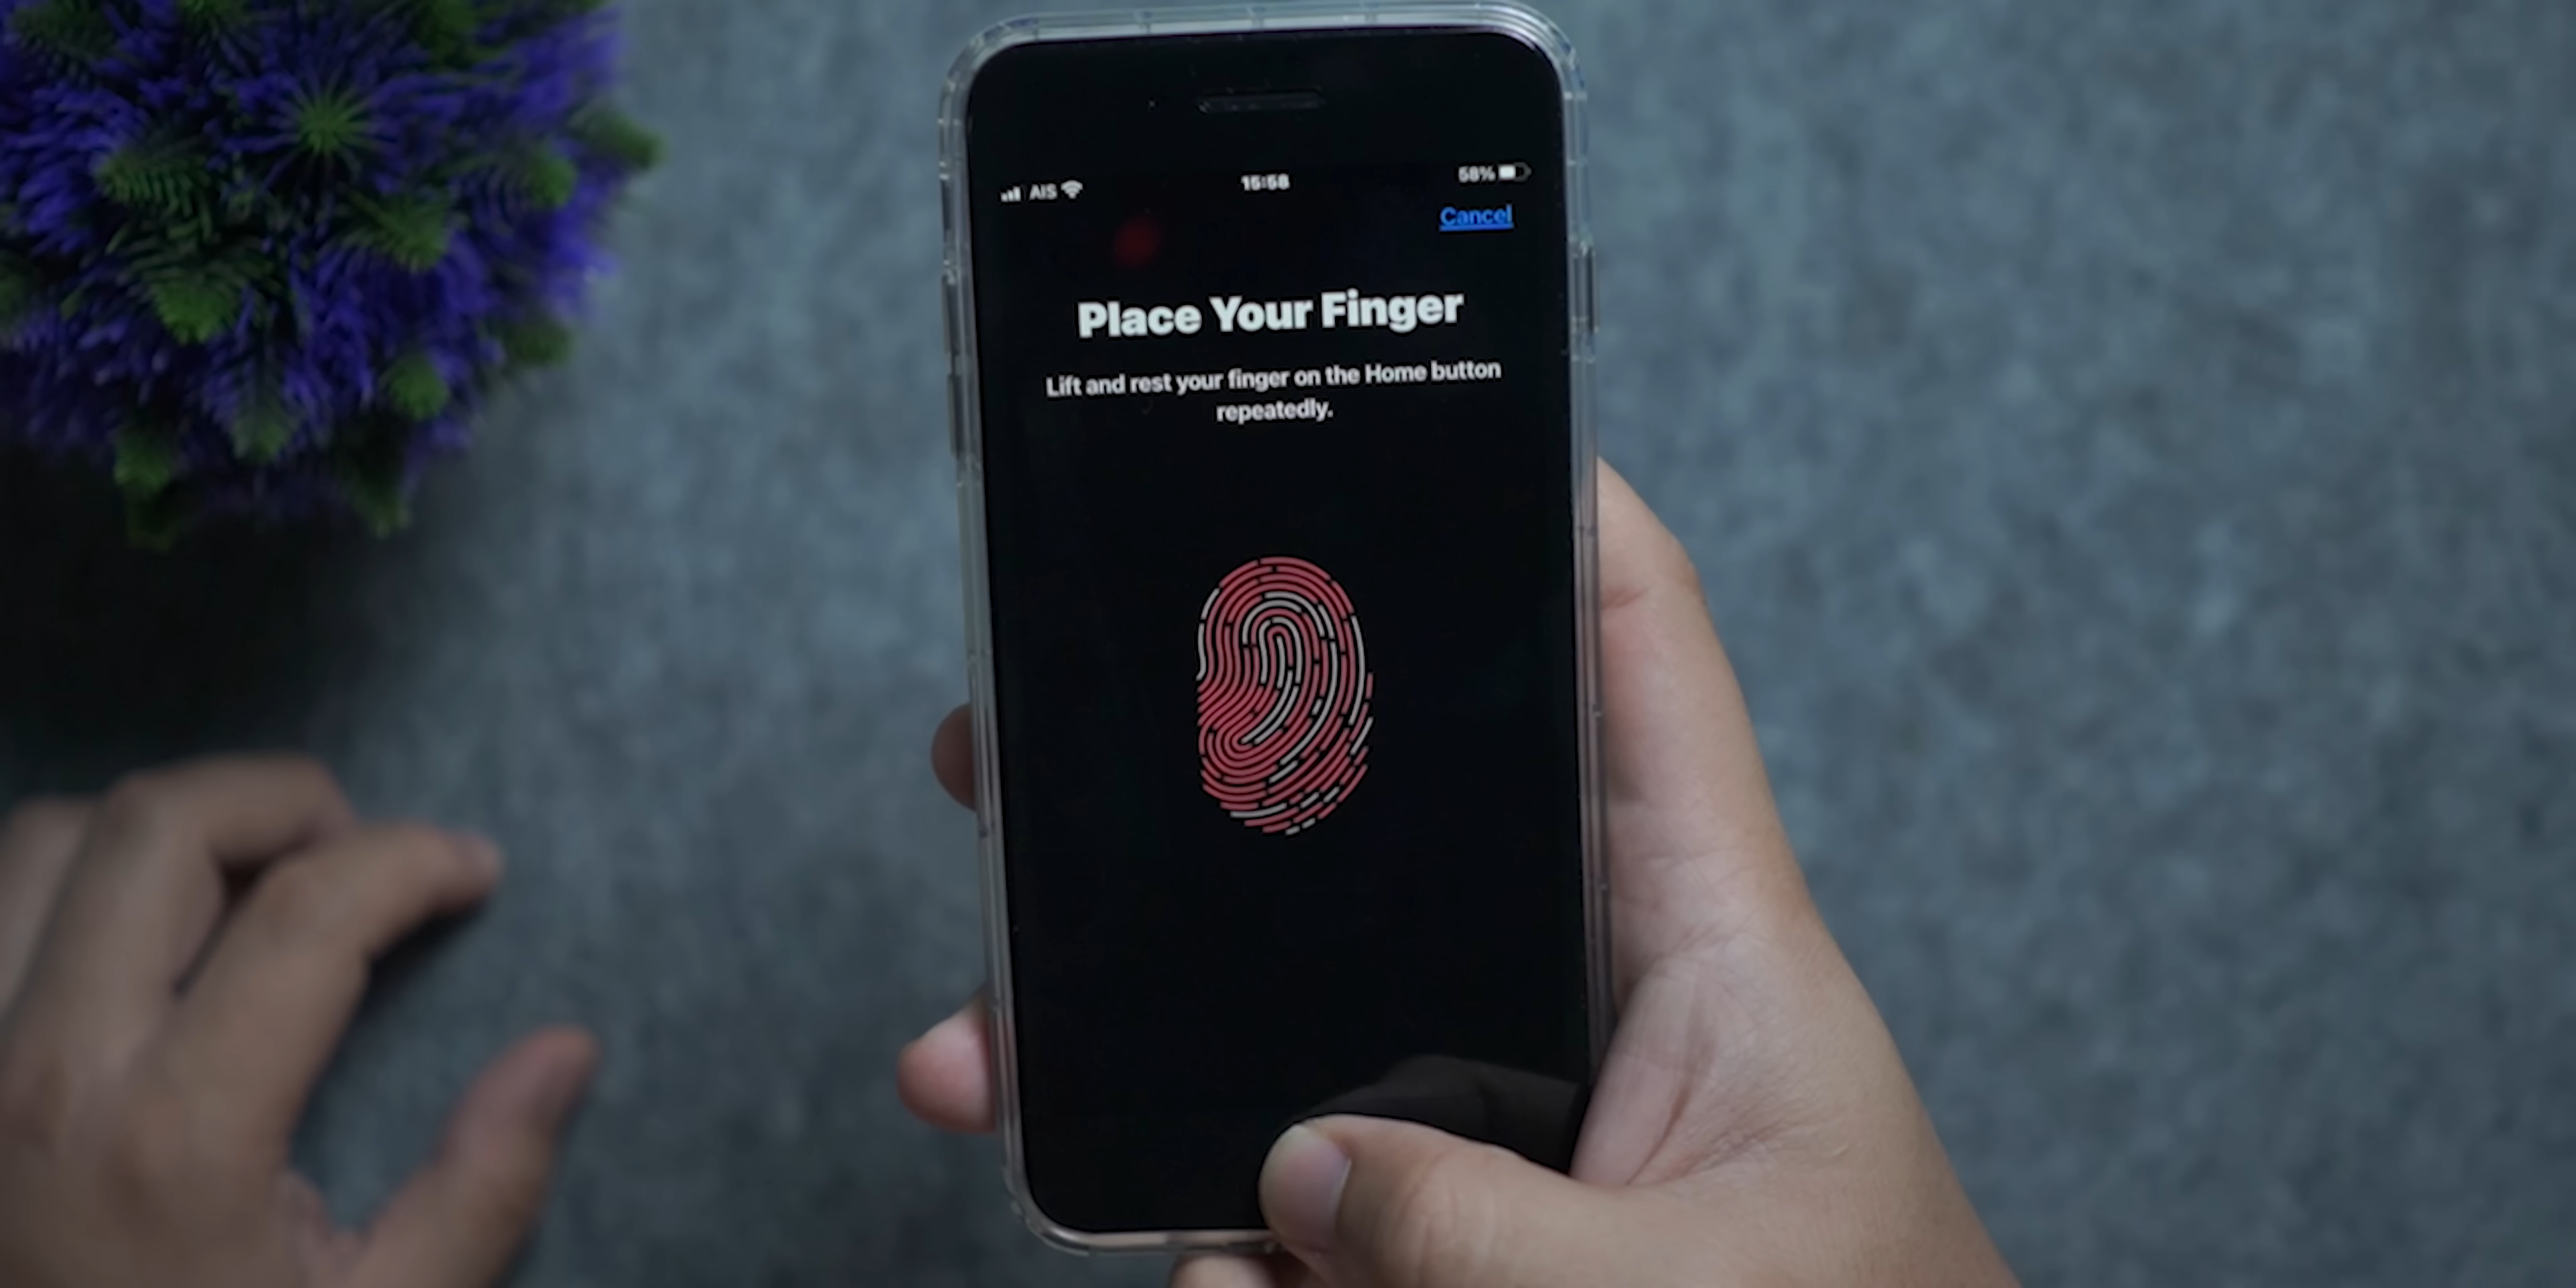 AIS 15:58 58%
Cancel
Place Your Finger
Lift and rest your finger on the Home button
repeatedly.